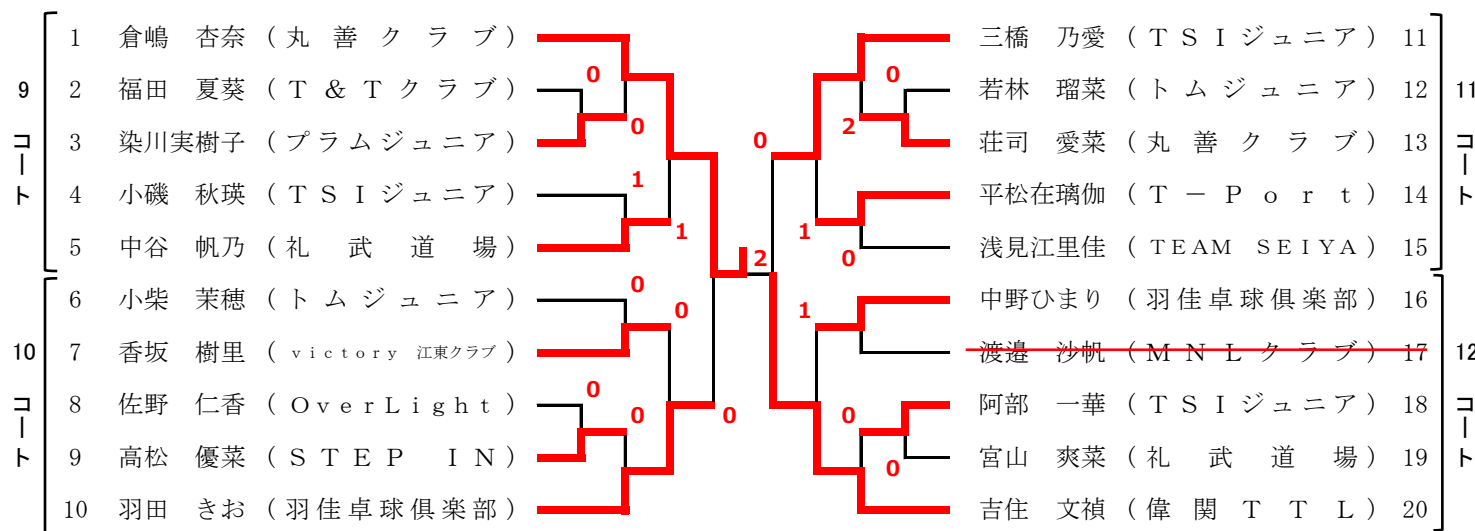 9 コート
1 倉嶋 杏奈 (丸善クラブ)
2 福田 夏葵 (T&Tクラブ)
3 染川実樹子 (プラムジュニア)
4 小磯 秋瑛 (TSIジュニア)
5 中谷 帆乃 (礼武道場)
10 コート
6 小柴 茉穂 (トムジュニア)
7 香坂 樹里 (victory 江東クラブ)
8 佐野 仁香 (OverLight)
9 高松 優菜 (STEP IN)
10 羽田 きお (羽佳卓球倶楽部)
0
0
1
1
0
0
0
0
0
2
0
2
0
1
0
1
0
0
三橋 乃愛 (TSIジュニア) 11
若林 瑠菜 (トムジュニア) 12
荘司 愛菜 (丸善クラブ) 13
平松在璃伽 (T-Port) 14
浅見江里佳 (TEAM SEIYA) 15
11 コート
中野ひまり (羽佳卓球倶楽部) 16
渡邉 沙帆 (MNLクラブ) 17
阿部 一華 (TSIジュニア) 18
宮山 爽菜 (礼武道場) 19
吉住 文禎 (偉関TTL) 20
12 コート